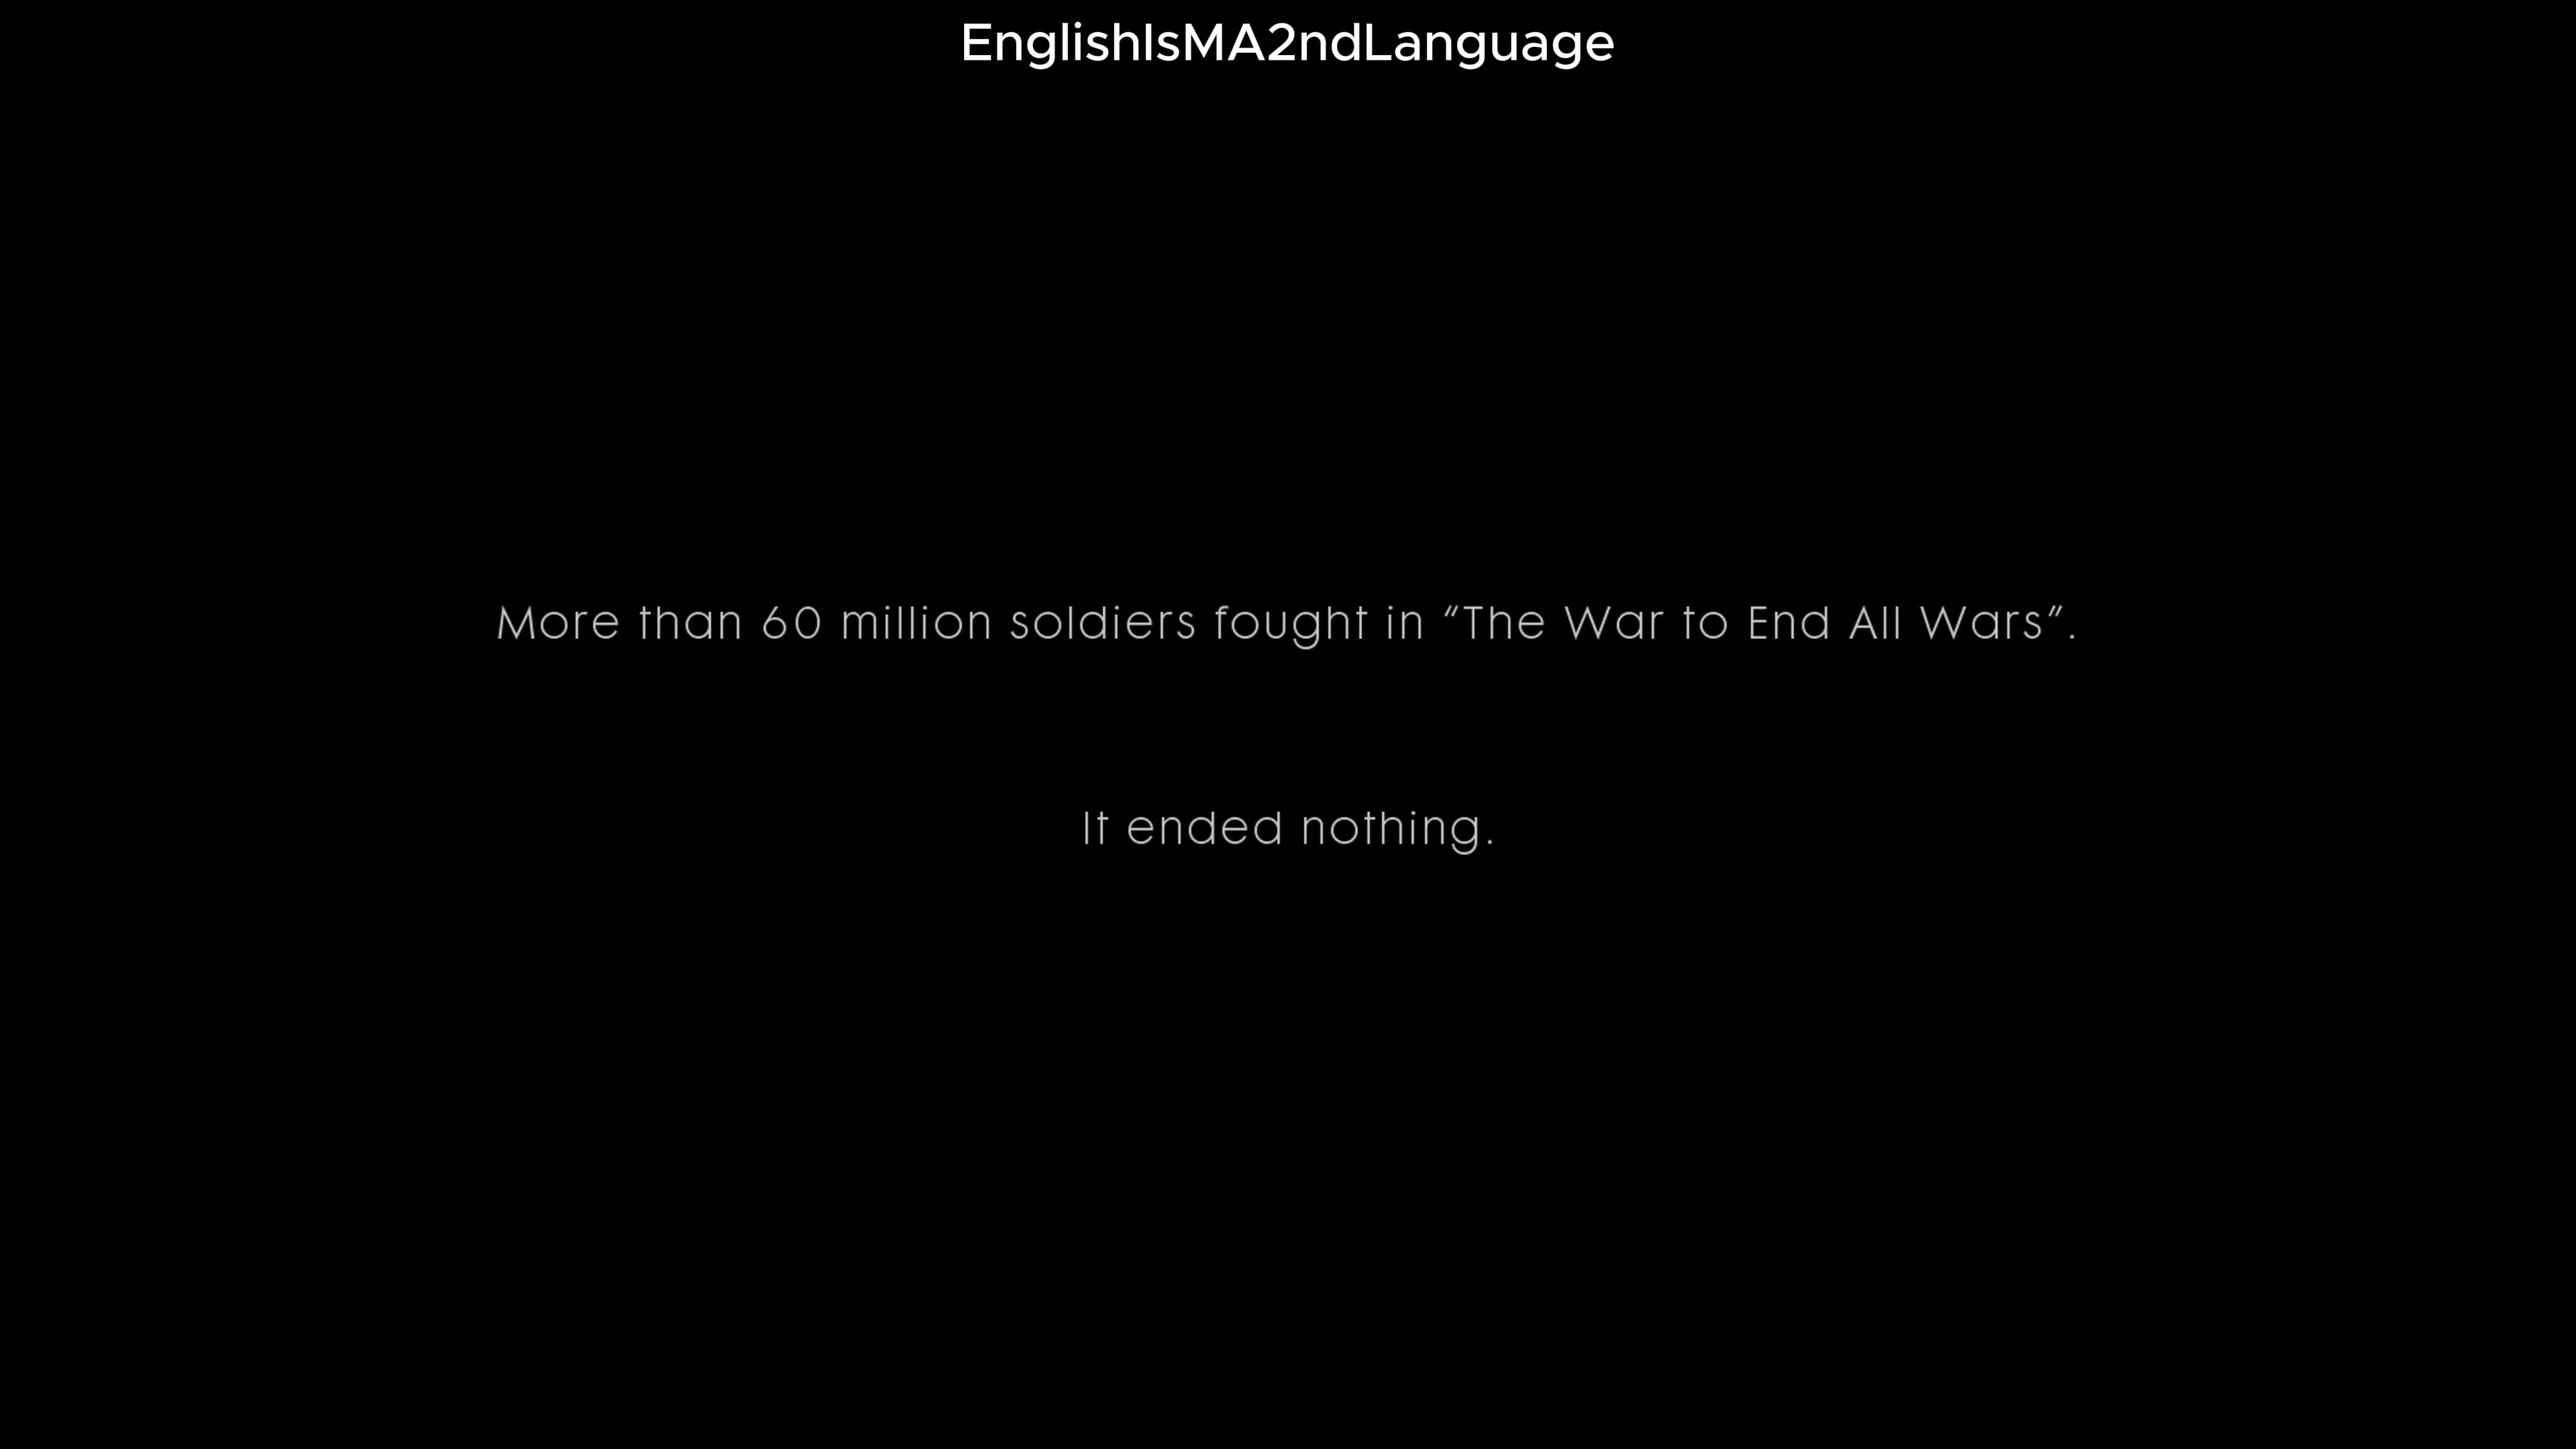 EnglishIsMA2ndLanguage
More than 60 million soldiers fought in “The War to End All Wars”.
It ended nothing.